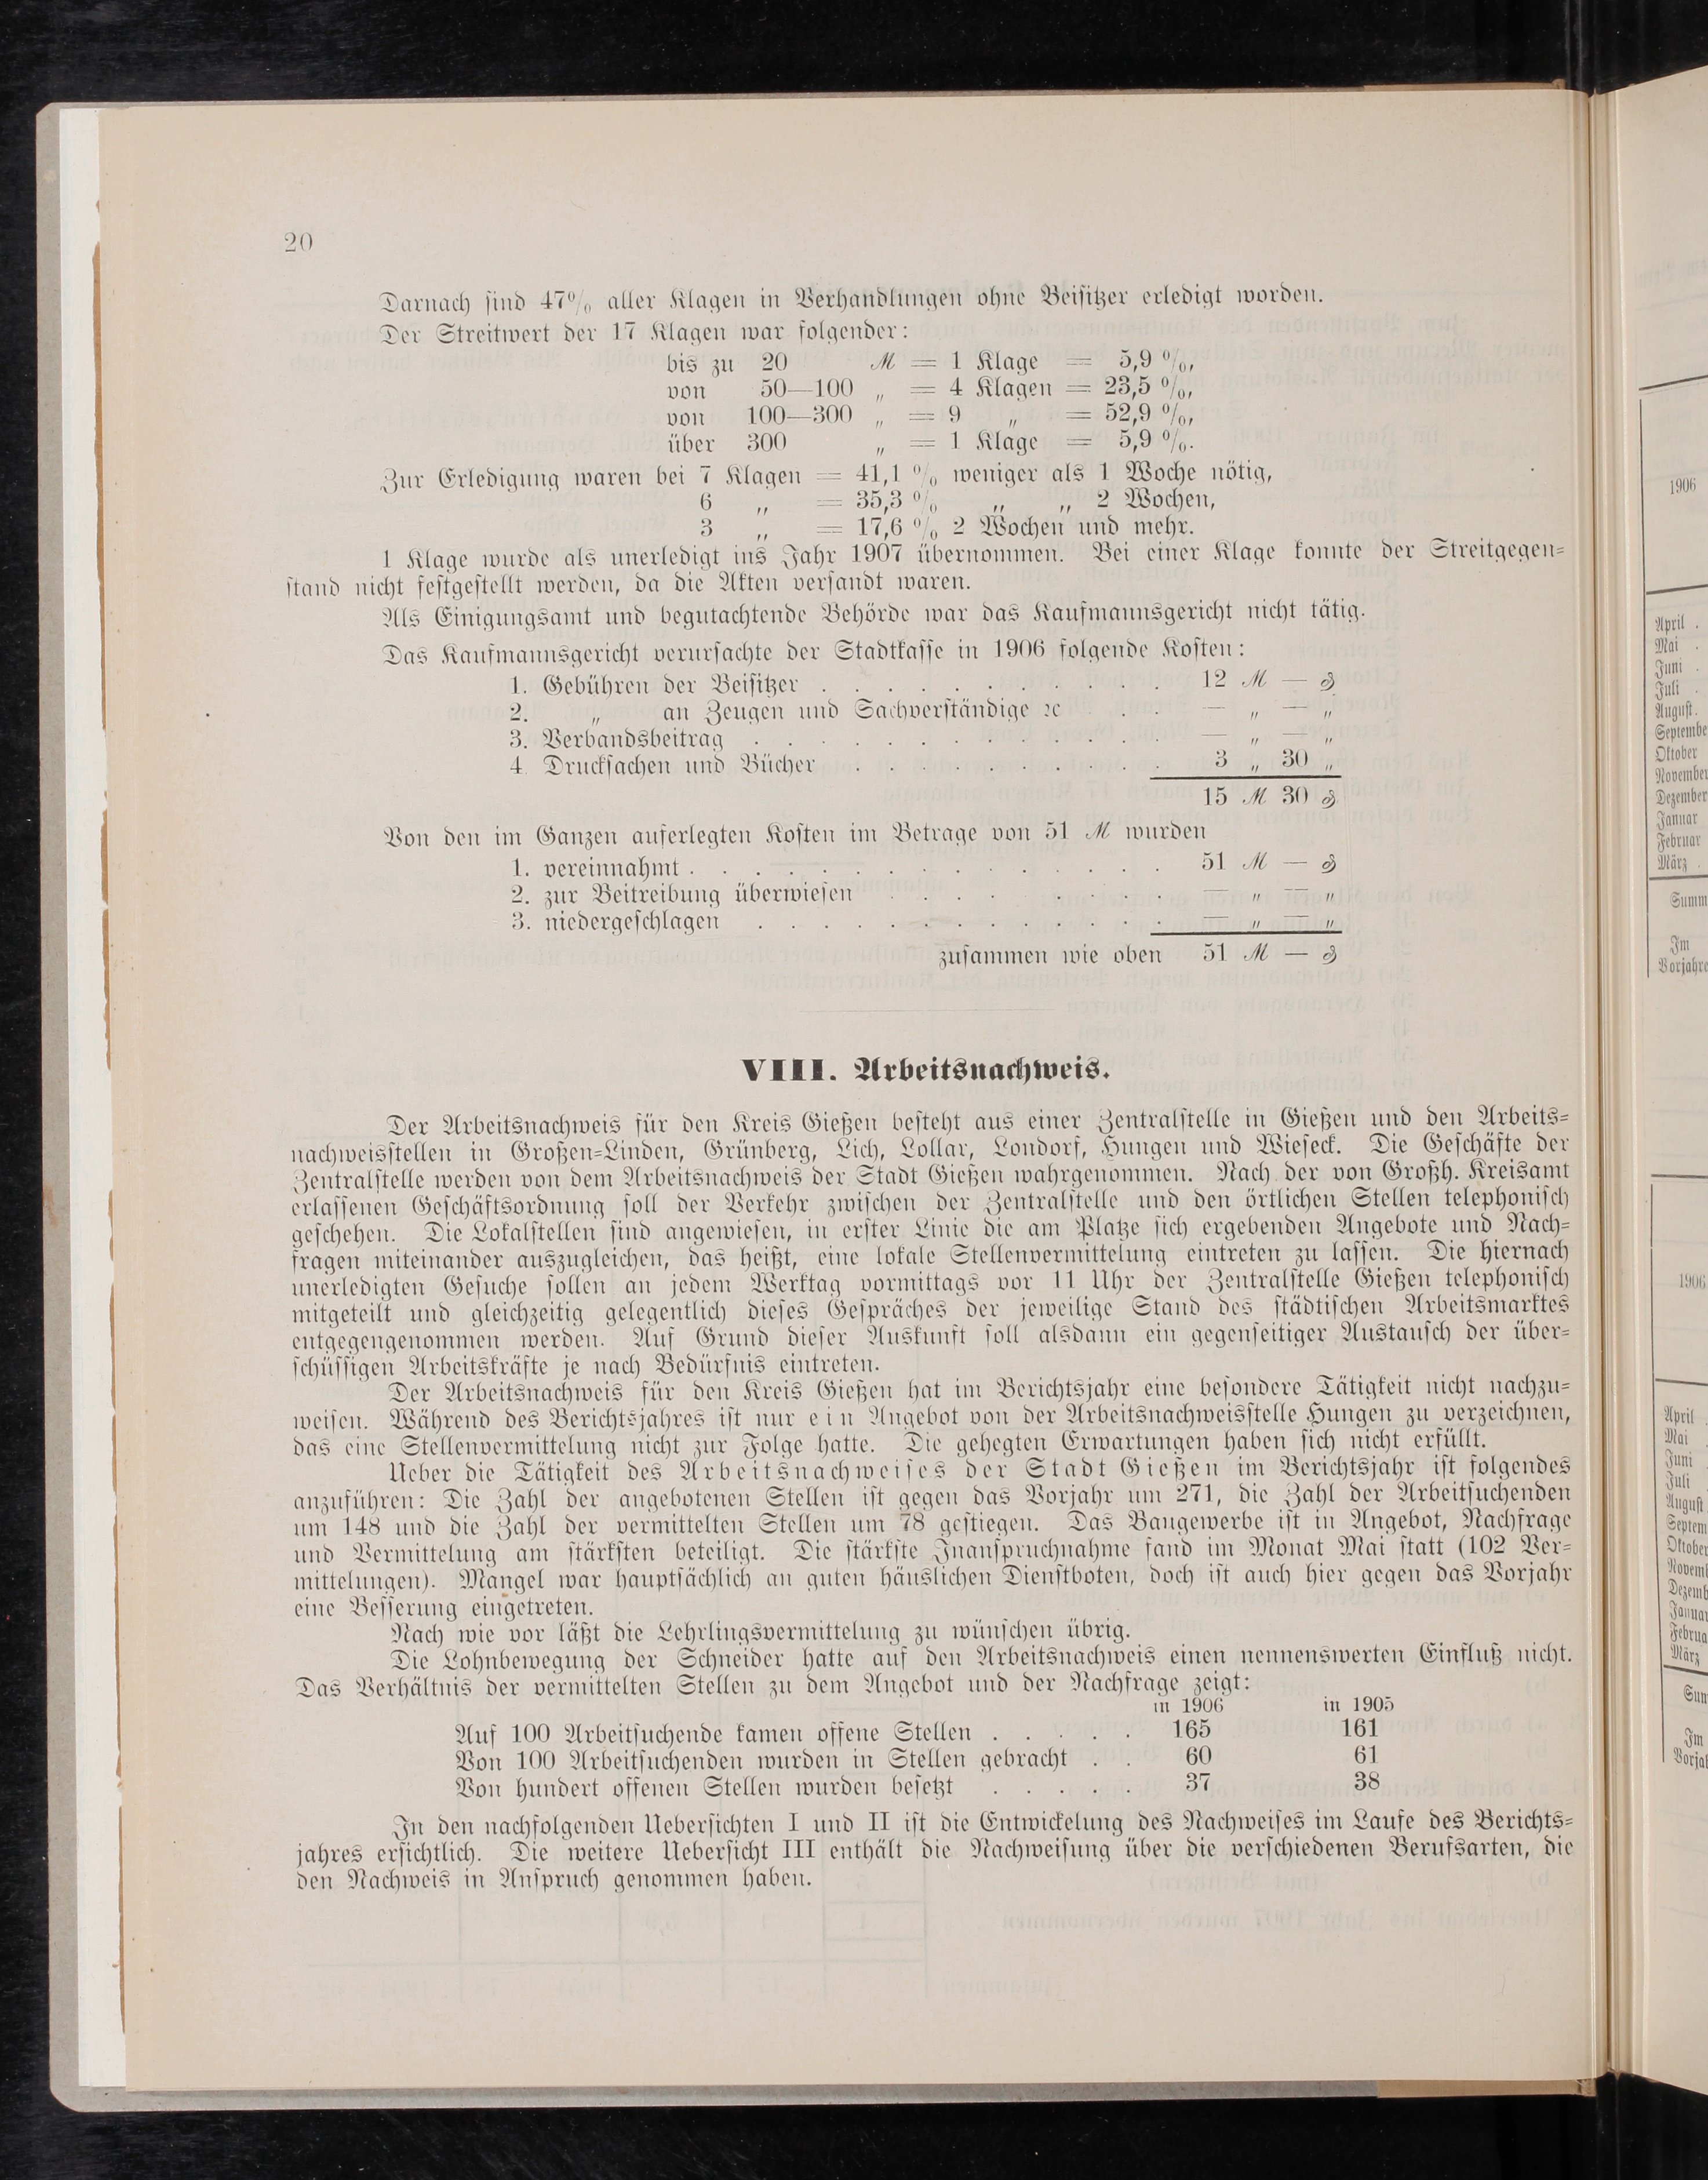 20
Darnach sind 47% aller Klagen in Verhandlungen ohne Beisitzer erledigt worden.
Der Streitwert der 17 Klagen war folgender:
bis zu 20 ℳ = 1 Klage = 5,9 %,
von 50—100 „ = 4 Klagen = 23,5 %,
von 100—300 „ = 9 „ = 52,9 %,
über 300 „ = 1 Klage = 5,9 %.
Zur Erledigung waren bei 7 Klagen = 41,1 % weniger als 1 Woche nötig,
6 „ = 35,3 % „ „ 2 Wochen,
3 „ = 17,6 % 2 Wochen und mehr.
1 Klage wurde als unerledigt ins Jahr 1907 übernommen. Bei einer Klage konnte der Streitgegen-
stand nicht festgestellt werden, da die Akten versandt waren.
Als Einigungsamt und begutachtende Behörde war das Kaufmannsgericht nicht tätig.
Das Kaufmannsgericht verursachte der Stadtkasse in 1906 folgende Kosten:
1. Gebühren der Beisitzer . . . . . . . . . . . 12 ℳ — ₰
2. „ an Zeugen und Sachverständige ꝛc . . . — „ — „
3. Verbandsbeitrag . . . . . . . . . . . . . — „ — „
4. Drucksachen und Bücher . . . . . . . . . . 3 „ 30 „
15 ℳ 30 ₰
Von den im Ganzen auferlegten Kosten im Betrage von 51 ℳ wurden
1. vereinnahmt . . . . . . . . . . . . . . . 51 ℳ — ₰
2. zur Beitreibung überwiesen . . . . . . . . . — „ — „
3. niedergeschlagen . . . . . . . . . . . . . — „ — „
zusammen wie oben 51 ℳ — ₰
VIII. Arbeitsnachweis.
Der Arbeitsnachweis für den Kreis Gießen besteht aus einer Zentralstelle in Gießen und den Arbeits-
nachweisstellen in Großen-Linden, Grünberg, Lich, Lollar, Londorf, Hungen und Wieseck. Die Geschäfte der
Zentralstelle werden von dem Arbeitsnachweis der Stadt Gießen wahrgenommen. Nach der von Großh. Kreisamt
erlassenen Geschäftsordnung soll der Verkehr zwischen der Zentralstelle und den örtlichen Stellen telephonisch
geschehen. Die Lokalstellen sind angewiesen, in erster Linie die am Platze sich ergebenden Angebote und Nach-
fragen miteinander auszugleichen, das heißt, eine lokale Stellenvermittelung eintreten zu lassen. Die hiernach
unerledigten Gesuche sollen an jedem Werktag vormittags vor 11 Uhr der Zentralstelle Gießen telephonisch
mitgeteilt und gleichzeitig gelegentlich dieses Gespräches der jeweilige Stand des städtischen Arbeitsmarktes
entgegengenommen werden. Auf Grund dieser Auskunft soll alsdann ein gegenseitiger Austausch der über-
schüssigen Arbeitskräfte je nach Bedürfnis eintreten.
Der Arbeitsnachweis für den Kreis Gießen hat im Berichtsjahr eine besondere Tätigkeit nicht nachzu-
weisen. Während des Berichtsjahres ist nur ein Angebot von der Arbeitsnachweisstelle Hungen zu verzeichnen,
das eine Stellenvermittelung nicht zur Folge hatte. Die gehegten Erwartungen haben sich nicht erfüllt.
Ueber die Tätigkeit des Arbeitsnachweises der Stadt Gießen im Berichtsjahr ist folgendes
anzuführen: Die Zahl der angebotenen Stellen ist gegen das Vorjahr um 271, die Zahl der Arbeitsuchenden
um 148 und die Zahl der vermittelten Stellen um 78 gestiegen. Das Baugewerbe ist in Angebot, Nachfrage
und Vermittelung am stärksten beteiligt. Die stärkste Inanspruchnahme fand im Monat Mai statt (102 Ver-
mittelungen). Mangel war hauptsächlich an guten häuslichen Dienstboten, doch ist auch hier gegen das Vorjahr
eine Besserung eingetreten.
Nach wie vor läßt die Lehrlingsvermittelung zu wünschen übrig.
Die Lohnbewegung der Schneider hatte auf den Arbeitsnachweis einen nennenswerten Einfluß nicht.
Das Verhältnis der vermittelten Stellen zu dem Angebot und der Nachfrage zeigt:
in 1906 in 1905
Auf 100 Arbeitsuchende kamen offene Stellen . . . . . 165 161
Von 100 Arbeitsuchenden wurden in Stellen gebracht . . 60 61
Von hundert offenen Stellen wurden besetzt . . . . . 37 38
In den nachfolgenden Uebersichten I und II ist die Entwickelung des Nachweises im Laufe des Berichts-
jahres ersichtlich. Die weitere Uebersicht III enthält die Nachweisung über die verschiedenen Berufsarten, die
den Nachweis in Anspruch genommen haben.
1906
April .
Mai .
Juni .
Juli .
August.
Oktober
November
Dezember
Januar
Februar
März .
Im
1906
April .
Mai
Juni .
Juli .
August
Oktober
März
Im